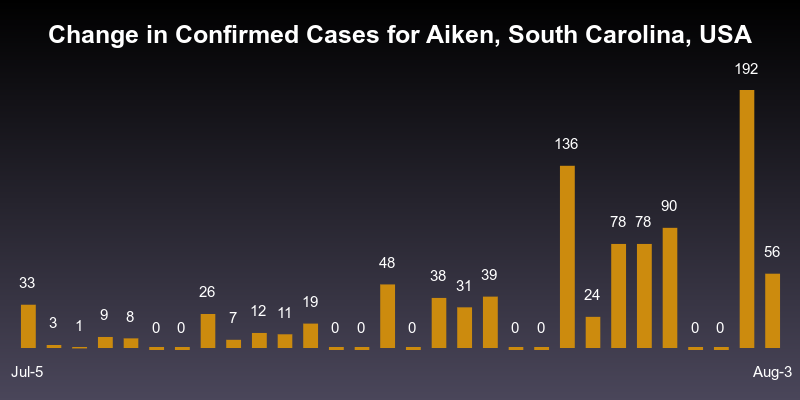 Change in Confirmed Cases for Aiken, South Carolina, USA
33 3 1 9 8 0 0 26 7 12 11 19 0 0 48 0 38 31 39 0 0 136 24 78 78 90 0 0 192 56
Jul-5 Aug-3